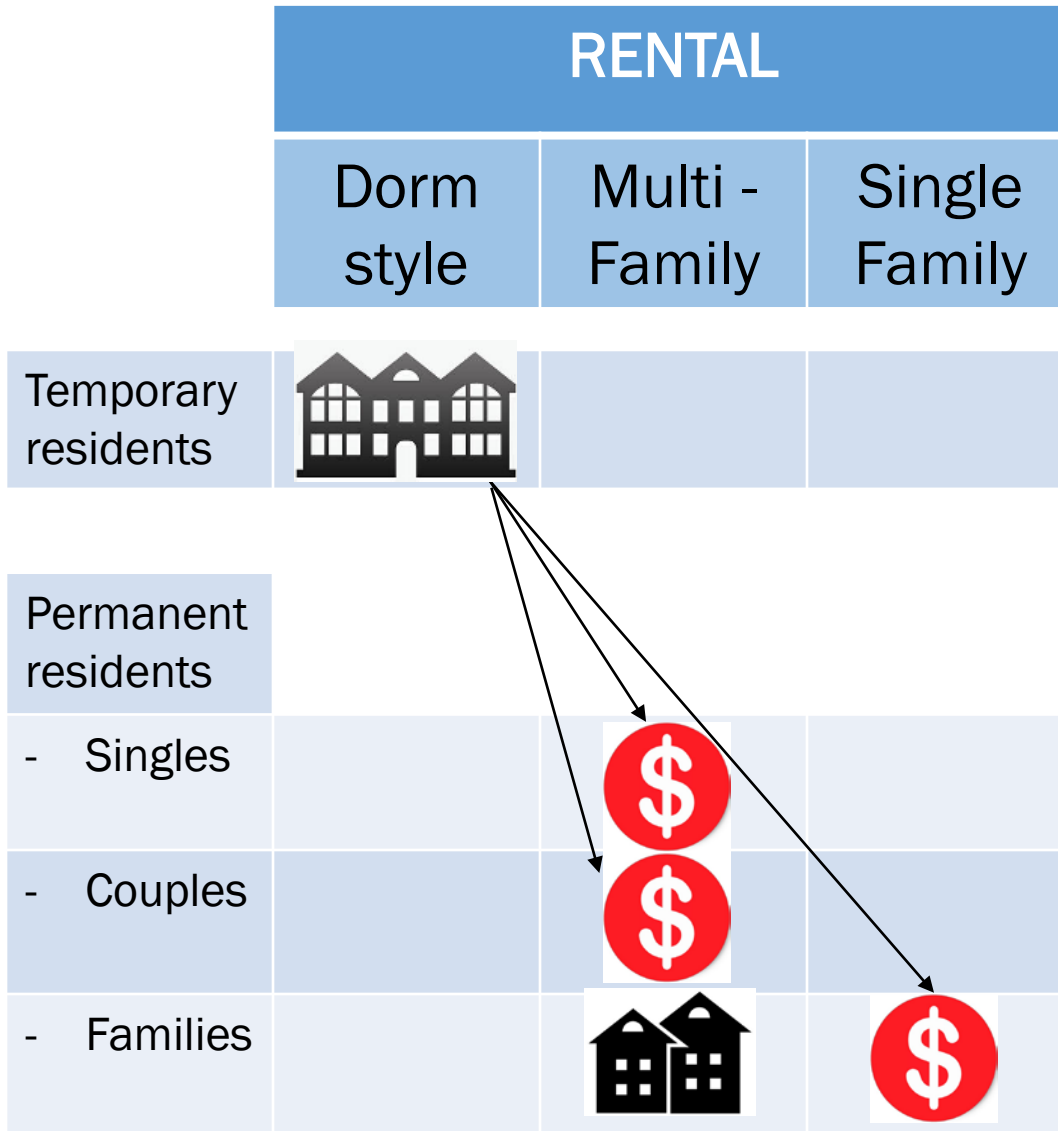 RENTAL
Dorm
style
Multi -
Family
Single
Family
Temporary
residents
Permanent
residents
- Singles
$
- Couples
$
- Families
$